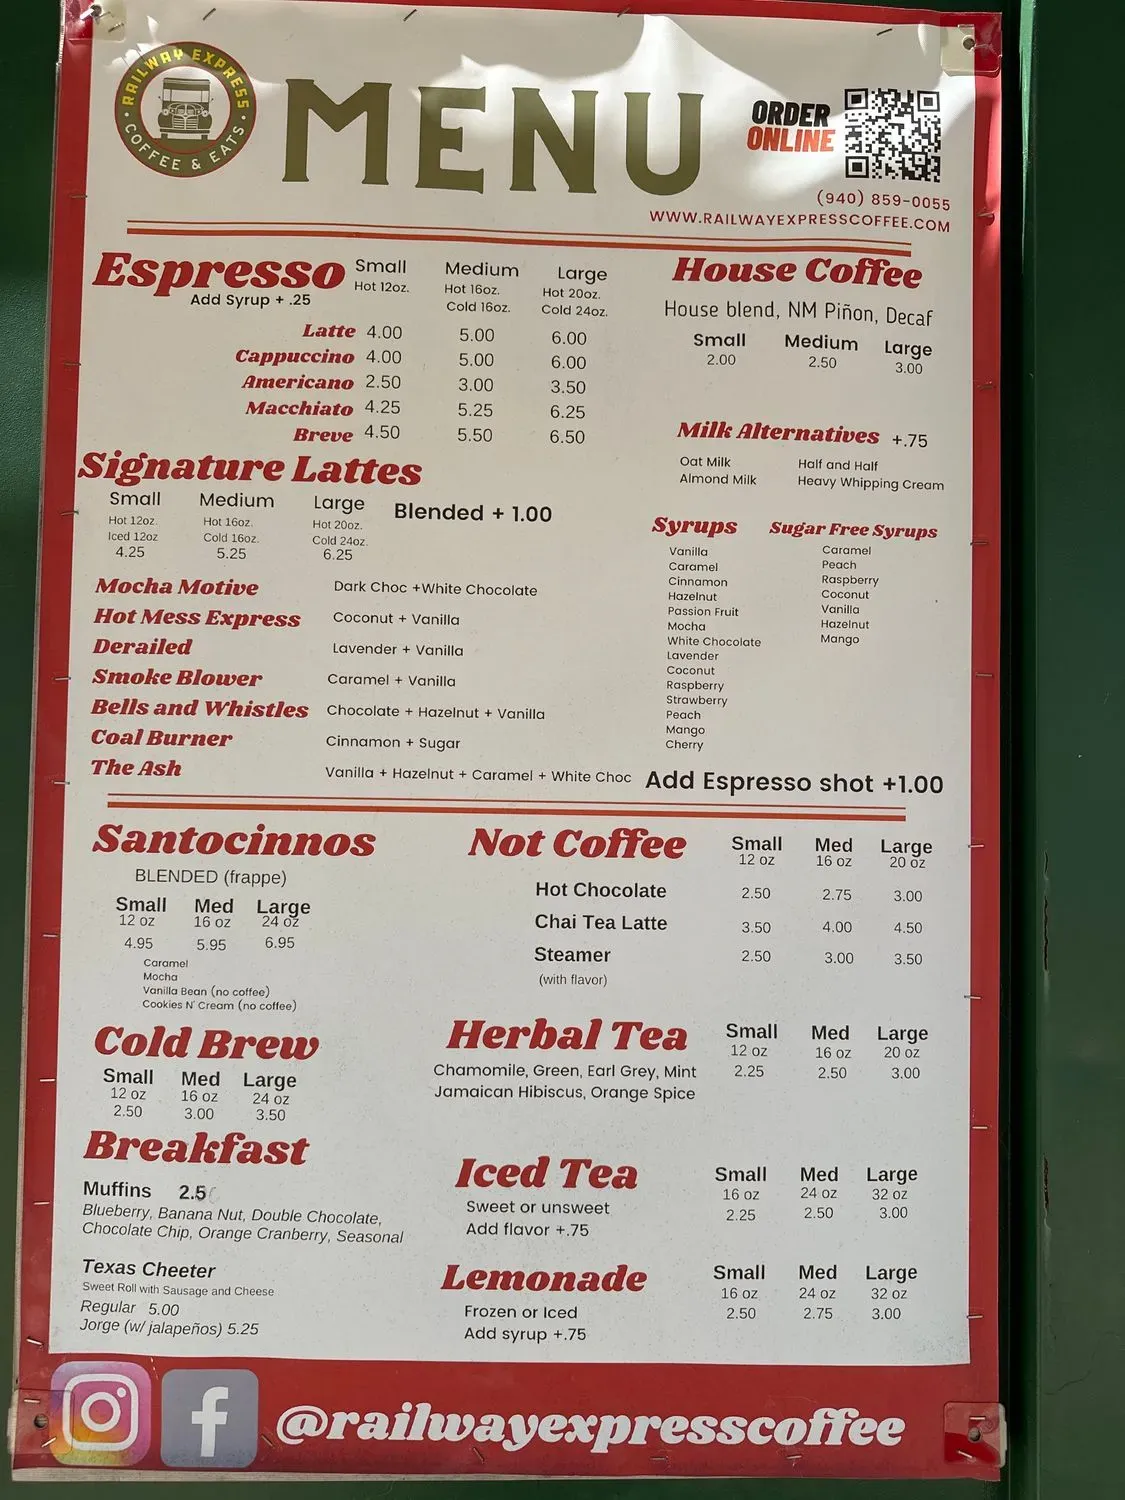 RAILWAY EXPRESS
COFFEE & EATS
MENU
ORDER
ONLINE
(940) 859-0055
WWW.RAILWAYEXPRESSCOFFEE.COM
Espresso Small Medium Large
Hot 12oz. Hot 16oz. Hot 20oz.
Add Syrup + .25 Cold 16oz. Cold 24oz.
Latte 4.00 5.00 6.00
Cappuccino 4.00 5.00 6.00
Americano 2.50 3.00 3.50
Macchiato 4.25 5.25 6.25
Breve 4.50 5.50 6.50
House Coffee
House blend, NM Piñon, Decaf
Small Medium Large
2.00 2.50 3.00
Milk Alternatives +.75
Oat Milk Half and Half
Almond Milk Heavy Whipping Cream
Signature Lattes
Small Medium Large
Blended + 1.00
Hot 12oz. Hot 16oz. Hot 20oz.
Iced 12oz Cold 16oz. Cold 24oz.
4.25 5.25 6.25
Mocha Motive Dark Choc +White Chocolate
Hot Mess Express Coconut + Vanilla
Derailed Lavender + Vanilla
Smoke Blower Caramel + Vanilla
Bells and Whistles Chocolate + Hazelnut + Vanilla
Coal Burner Cinnamon + Sugar
The Ash Vanilla + Hazelnut + Caramel + White Choc
Syrups
Vanilla
Caramel
Cinnamon
Hazelnut
Passion Fruit
Mocha
White Chocolate
Lavender
Coconut
Raspberry
Strawberry
Peach
Mango
Cherry
Sugar Free Syrups
Caramel
Peach
Raspberry
Coconut
Vanilla
Hazelnut
Mango
Add Espresso shot +1.00
Santocinnos
BLENDED (frappe)
Small Med Large
12 oz 16 oz 24 oz
4.95 5.95 6.95
Caramel
Mocha
Vanilla Bean (no coffee)
Cookies N' Cream (no coffee)
Cold Brew
Small Med Large
12 oz 16 oz 24 oz
2.50 3.00 3.50
Breakfast
Muffins 2.5
Blueberry, Banana Nut, Double Chocolate,
Chocolate Chip, Orange Cranberry, Seasonal
Texas Cheeter
Sweet Roll with Sausage and Cheese
Regular 5.00
Jorge (w/ jalapeños) 5.25
Not Coffee Small Med Large
12 oz 16 oz 20 oz
Hot Chocolate 2.50 2.75 3.00
Chai Tea Latte 3.50 4.00 4.50
Steamer 2.50 3.00 3.50
(with flavor)
Herbal Tea Small Med Large
12 oz 16 oz 20 oz
Chamomile, Green, Earl Grey, Mint 2.25 2.50 3.00
Jamaican Hibiscus, Orange Spice
Iced Tea Small Med Large
16 oz 24 oz 32 oz
Sweet or unsweet 2.25 2.50 3.00
Add flavor +.75
Lemonade Small Med Large
16 oz 24 oz 32 oz
Frozen or Iced 2.50 2.75 3.00
Add syrup +.75
@railwayexpresscoffee